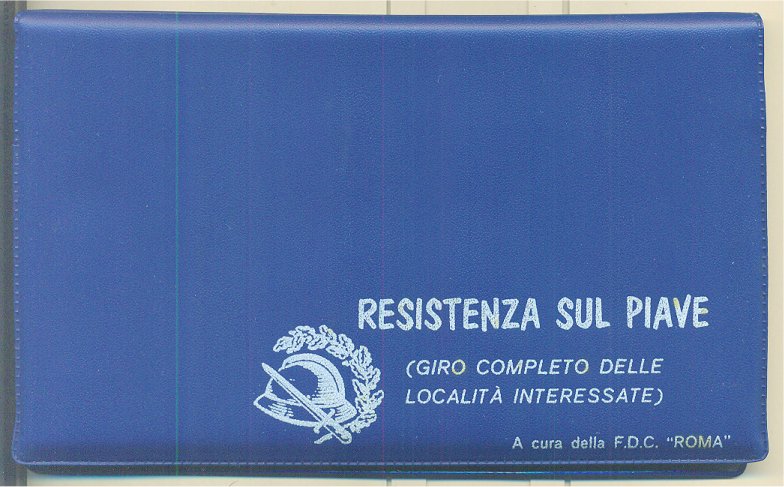 RESISTENZA SUL PIAVE
(GIRO COMPLETO DELLE
LOCALITÀ INTERESSATE)
A cura della F.D.C. "ROMA"